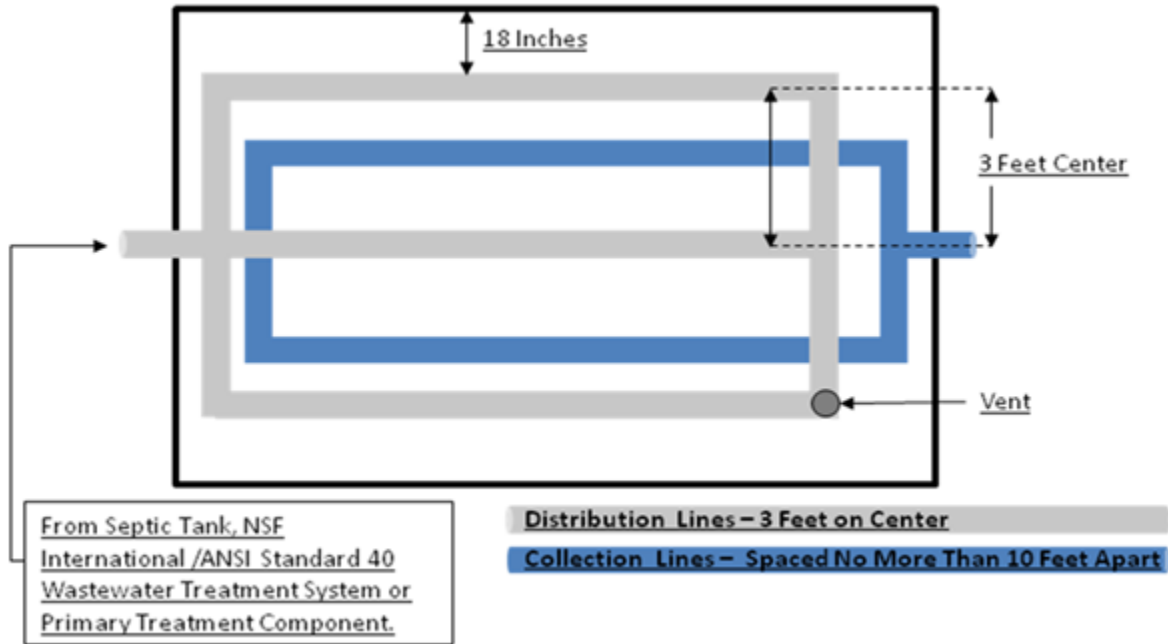 18 Inches
3 Feet Center
Vent
From Septic Tank, NSF
International /ANSI Standard 40
Wastewater Treatment System or
Primary Treatment Component.
Distribution Lines – 3 Feet on Center
Collection Lines – Spaced No More Than 10 Feet Apart